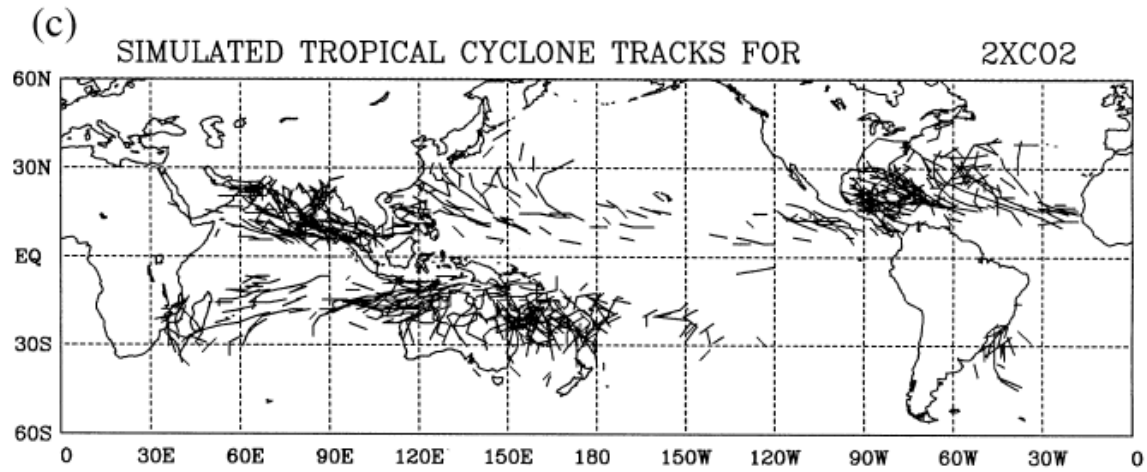 (c)
SIMULATED TROPICAL CYCLONE TRACKS FOR 2XCO2
60N
30N
EQ
30S
60S
0 30E 60E 90E 120E 150E 180 150W 120W 90W 60W 30W 0